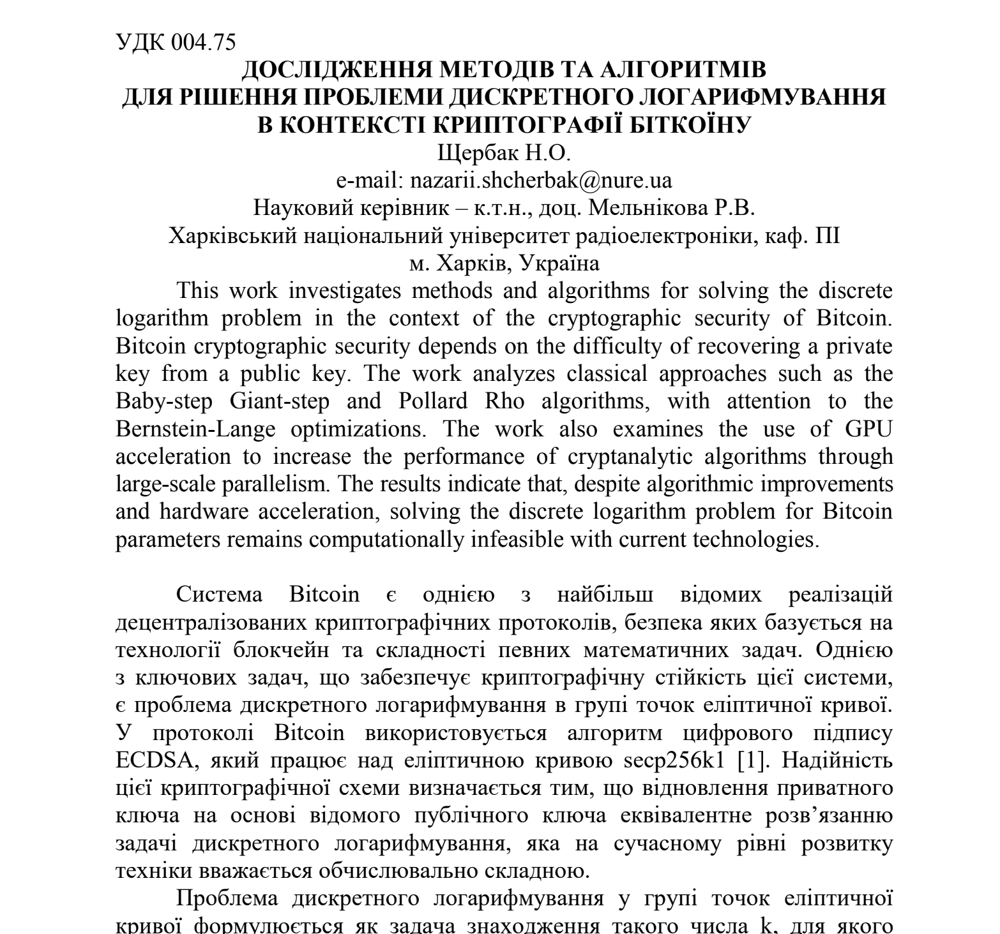 УДК 004.75
ДОСЛІДЖЕННЯ МЕТОДІВ ТА АЛГОРИТМІВ
ДЛЯ РІШЕННЯ ПРОБЛЕМИ ДИСКРЕТНОГО ЛОГАРИФМУВАННЯ
В КОНТЕКСТІ КРИПТОГРАФІЇ БІТКОЇНУ
Щербак Н.О.
e-mail: nazarii.shcherbak@nure.ua
Науковий керівник – к.т.н., доц. Мельнікова Р.В.
Харківський національний університет радіоелектроніки, каф. ПІ
м. Харків, Україна
This work investigates methods and algorithms for solving the discrete
logarithm problem in the context of the cryptographic security of Bitcoin.
Bitcoin cryptographic security depends on the difficulty of recovering a private
key from a public key. The work analyzes classical approaches such as the
Baby-step Giant-step and Pollard Rho algorithms, with attention to the
Bernstein-Lange optimizations. The work also examines the use of GPU
acceleration to increase the performance of cryptanalytic algorithms through
large-scale parallelism. The results indicate that, despite algorithmic improvements
and hardware acceleration, solving the discrete logarithm problem for Bitcoin
parameters remains computationally infeasible with current technologies.
Система Bitcoin є однією з найбільш відомих реалізацій
децентралізованих криптографічних протоколів, безпека яких базується на
технології блокчейн та складності певних математичних задач. Однією
з ключових задач, що забезпечує криптографічну стійкість цієї системи,
є проблема дискретного логарифмування в групі точок еліптичної кривої.
У протоколі Bitcoin використовується алгоритм цифрового підпису
ECDSA, який працює над еліптичною кривою secp256k1 [1]. Надійність
цієї криптографічної схеми визначається тим, що відновлення приватного
ключа на основі відомого публічного ключа еквівалентне розв’язанню
задачі дискретного логарифмування, яка на сучасному рівні розвитку
техніки вважається обчислювально складною.
Проблема дискретного логарифмування у групі точок еліптичної
кривої формулюється як задача знаходження такого числа k, для якого